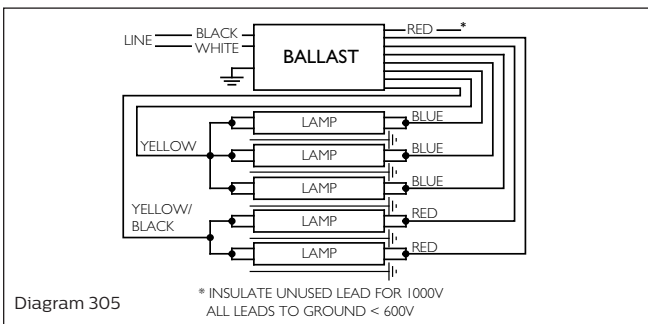 LINE
BLACK
WHITE
BALLAST
RED
*
LAMP
BLUE
YELLOW
LAMP
BLUE
LAMP
BLUE
YELLOW/
BLACK
LAMP
RED
LAMP
RED
* INSULATE UNUSED LEAD FOR 1000V
ALL LEADS TO GROUND < 600V
Diagram 305